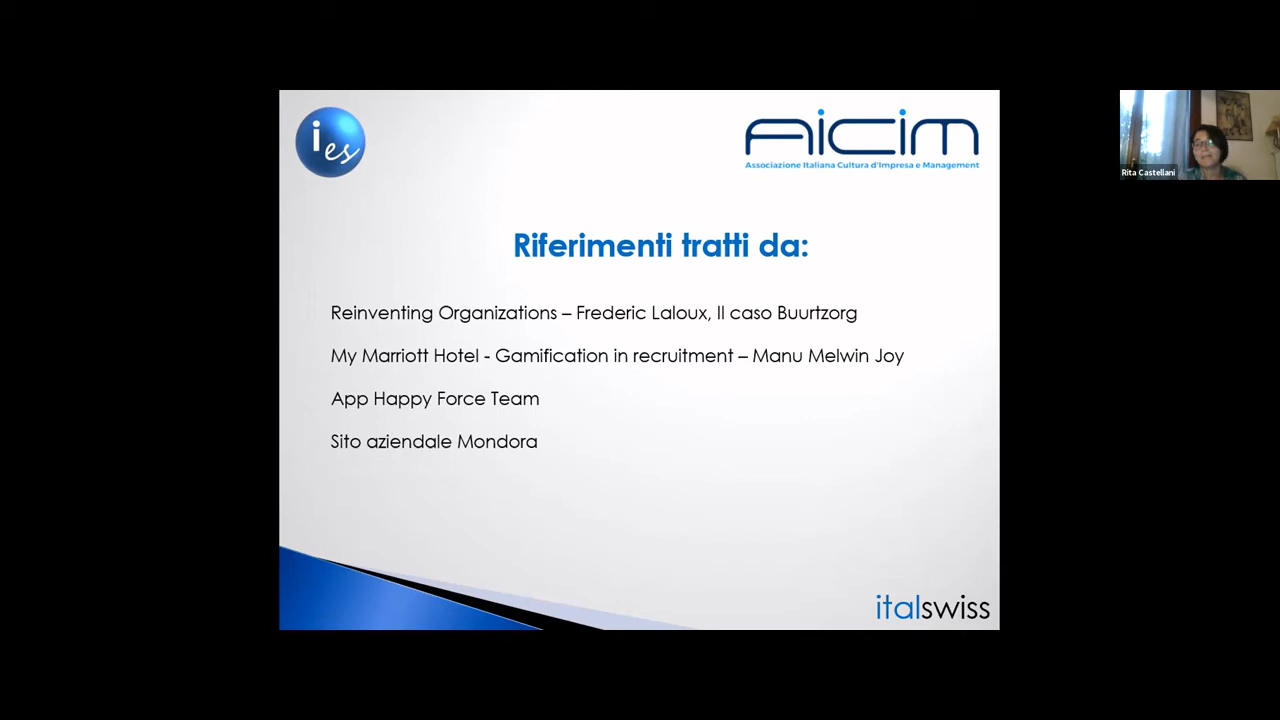 ies
AICIM
Associazione Italiana Cultura d'Impresa e Management
Riferimenti tratti da:
Reinventing Organizations – Frederic Laloux, Il caso Buurtzorg
My Marriott Hotel - Gamification in recruitment – Manu Melwin Joy
App Happy Force Team
Sito aziendale Mondora
italswiss
Rita Castellani